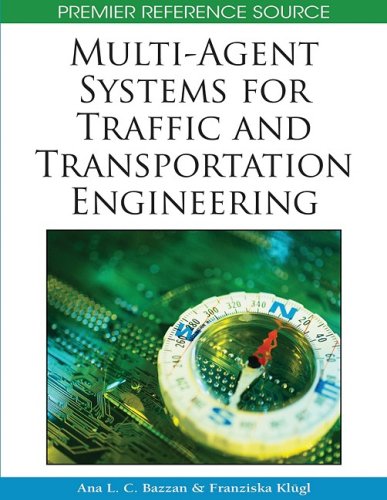 PREMIER REFERENCE SOURCE
MULTI-AGENT
SYSTEMS FOR
TRAFFIC AND
TRANSPORTATION
ENGINEERING
Ana L. C. Bazzan & Franziska Klügl